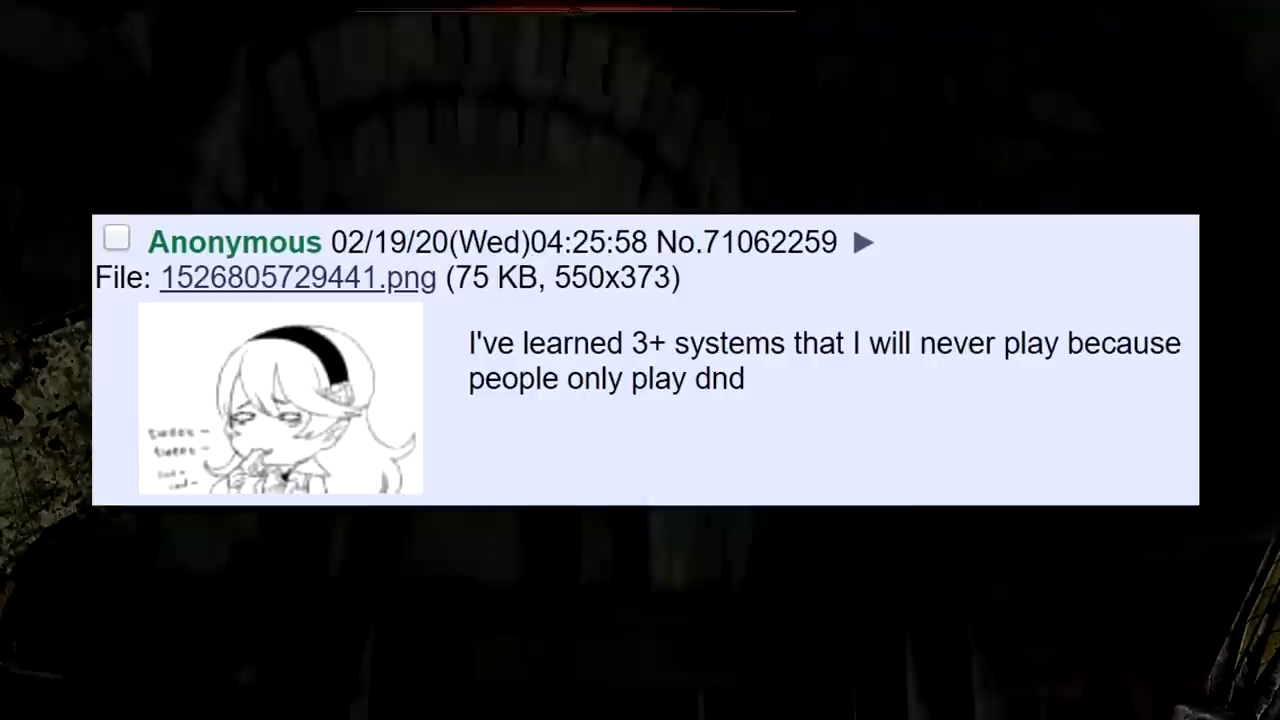 Anonymous 02/19/20(Wed)04:25:58 No.71062259 ▶
File: 1526805729441.png (75 KB, 550x373)
I've learned 3+ systems that I will never play because
people only play dnd